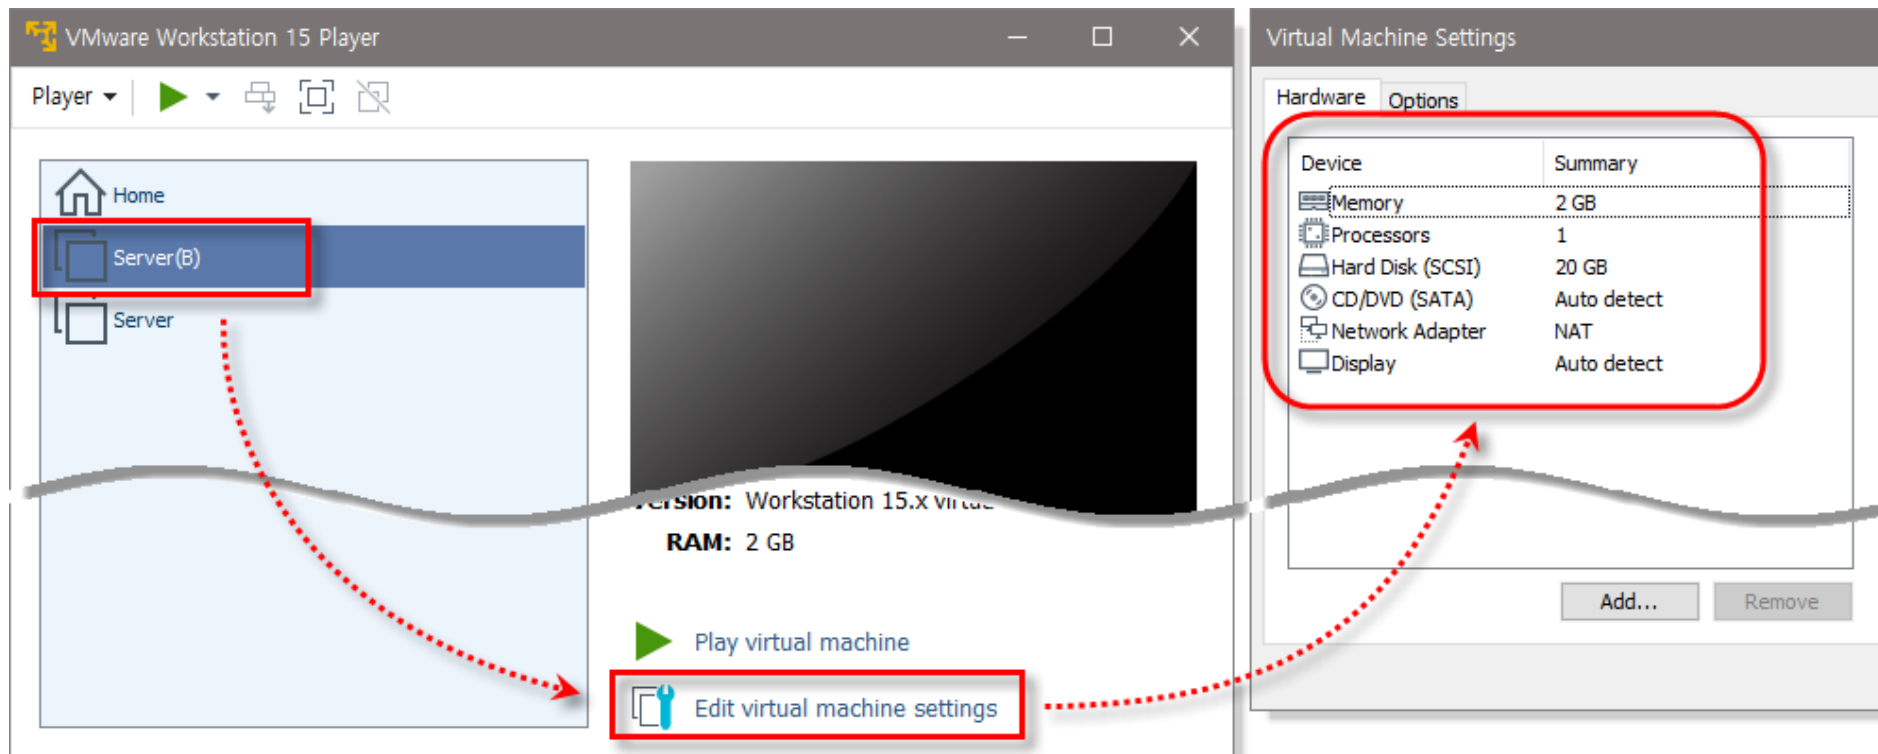 VMware Workstation 15 Player
Player
Home
Server(B)
Server
Version: Workstation 15.x
RAM: 2 GB
Play virtual machine
Edit virtual machine settings
Virtual Machine Settings
Hardware Options
Device Summary
Memory 2 GB
Processors 1
Hard Disk (SCSI) 20 GB
CD/DVD (SATA) Auto detect
Network Adapter NAT
Display Auto detect
Add... Remove